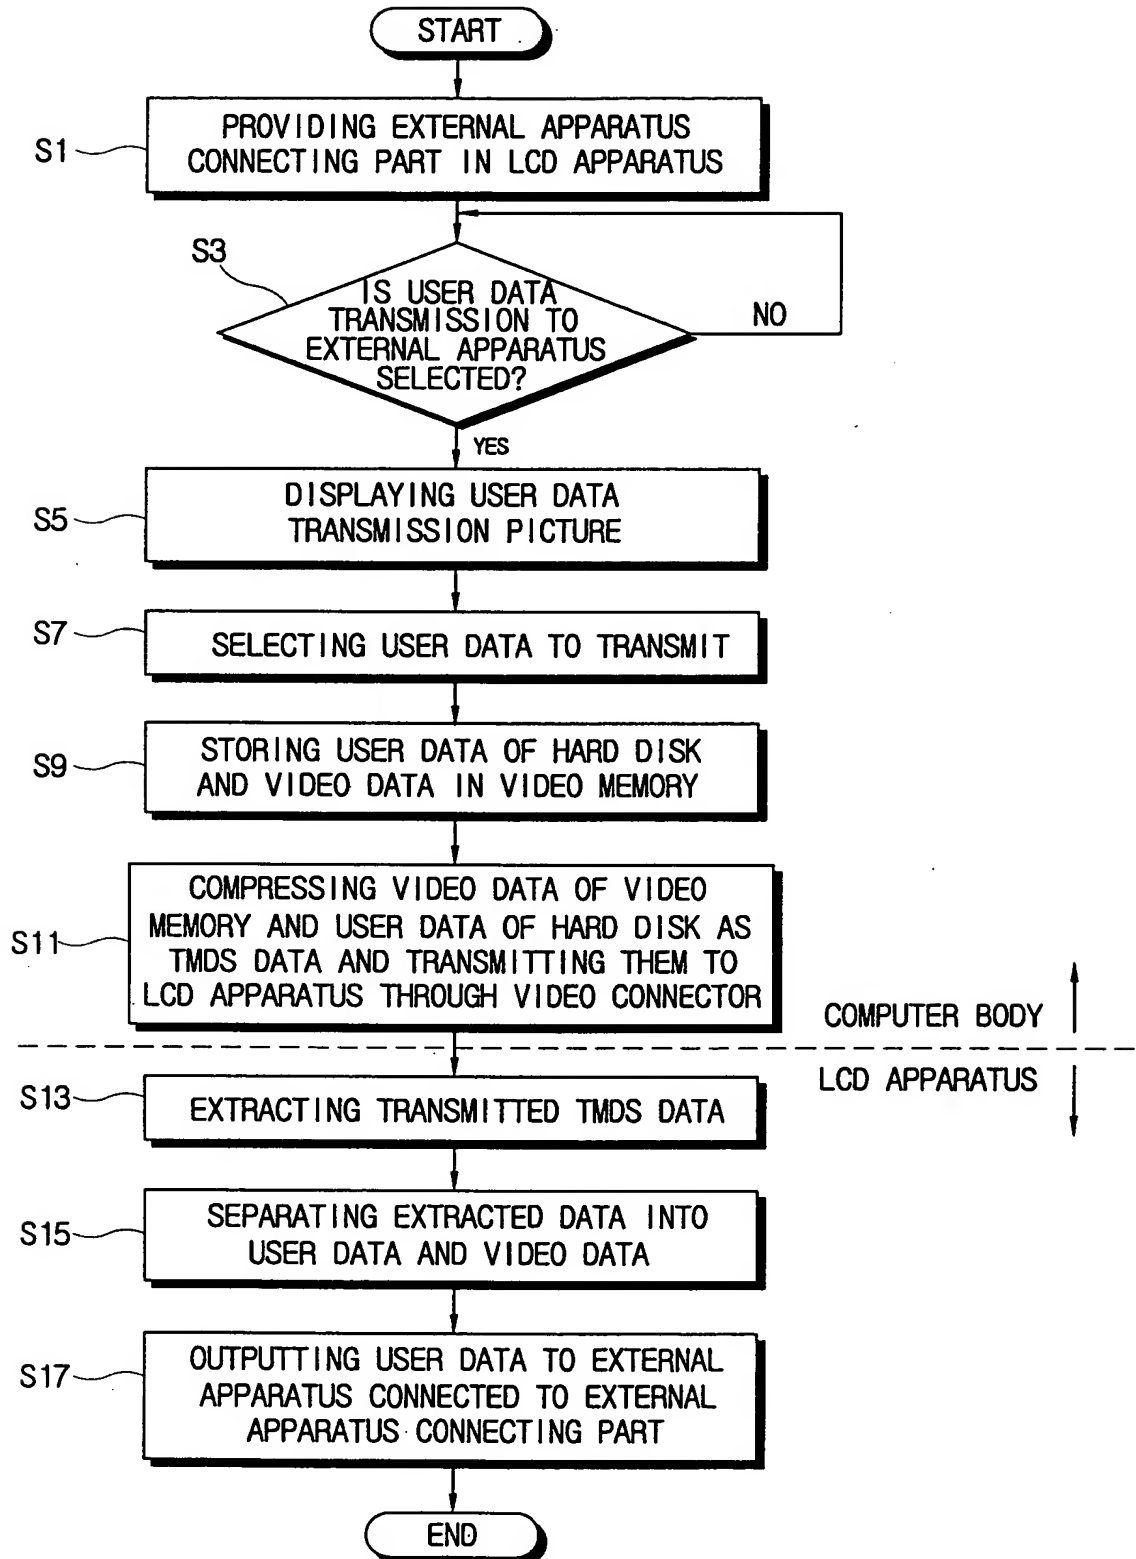 START
S1
PROVIDING EXTERNAL APPARATUS
CONNECTING PART IN LCD APPARATUS
S3
IS USER DATA
TRANSMISSION TO
EXTERNAL APPARATUS
SELECTED?
NO
YES
S5
DISPLAYING USER DATA
TRANSMISSION PICTURE
S7
SELECTING USER DATA TO TRANSMIT
S9
STORING USER DATA OF HARD DISK
AND VIDEO DATA IN VIDEO MEMORY
S11
COMPRESSING VIDEO DATA OF VIDEO
MEMORY AND USER DATA OF HARD DISK AS
TMDS DATA AND TRANSMITTING THEM TO
LCD APPARATUS THROUGH VIDEO CONNECTOR
COMPUTER BODY
LCD APPARATUS
S13
EXTRACTING TRANSMITTED TMDS DATA
S15
SEPARATING EXTRACTED DATA INTO
USER DATA AND VIDEO DATA
S17
OUTPUTTING USER DATA TO EXTERNAL
APPARATUS CONNECTED TO EXTERNAL
APPARATUS CONNECTING PART
END